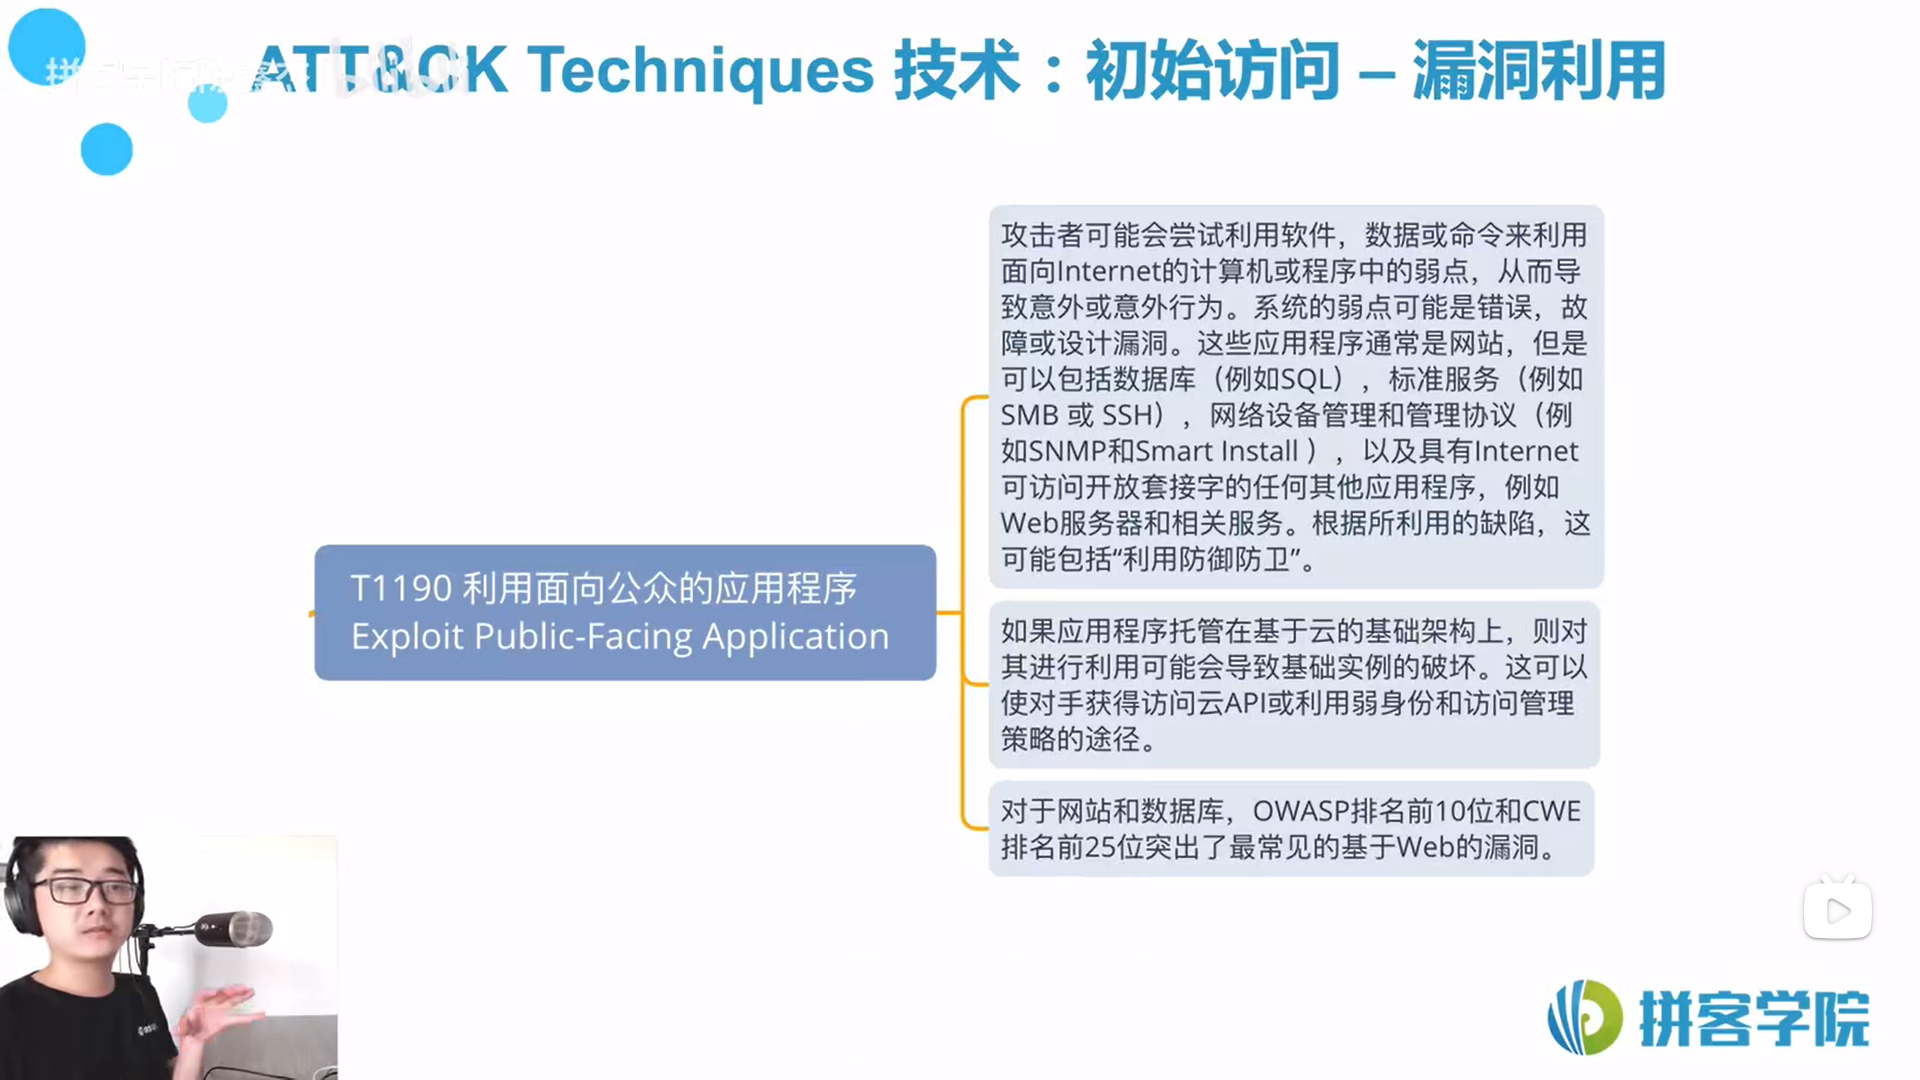 ATT&CK Techniques 技术：初始访问 – 漏洞利用
攻击者可能会尝试利用软件，数据或命令来利用
面向Internet的计算机或程序中的弱点，从而导
致意外或意外行为。系统的弱点可能是错误，故
障或设计漏洞。这些应用程序通常是网站，但是
可以包括数据库（例如SQL），标准服务（例如
SMB 或 SSH），网络设备管理和管理协议（例
如SNMP和Smart Install ），以及具有Internet
可访问开放套接字的任何其他应用程序，例如
Web服务器和相关服务。根据所利用的缺陷，这
可能包括“利用防御防卫”。
T1190 利用面向公众的应用程序
Exploit Public-Facing Application
如果应用程序托管在基于云的基础架构上，则对
其进行利用可能会导致基础实例的破坏。这可以
使对手获得访问云API或利用弱身份和访问管理
策略的途径。
对于网站和数据库，OWASP排名前10位和CWE
排名前25位突出了最常见的基于Web的漏洞。
拼客学院